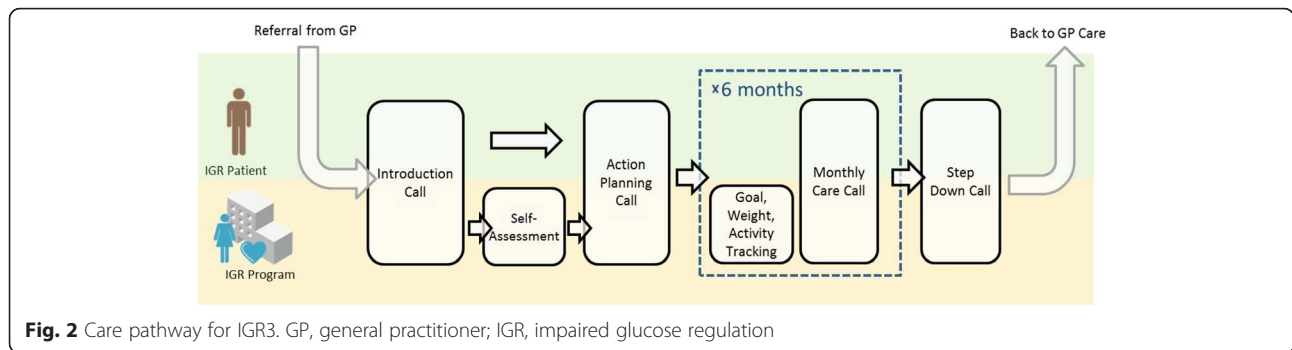 Referral from GP
Back to GP Care
×6 months
IGR Patient
Introduction
Call
Action
Planning
Call
Monthly
Care Call
Step
Down Call
Self-
Assessment
Goal,
Weight,
Activity
Tracking
IGR Program
Fig. 2 Care pathway for IGR3. GP, general practitioner; IGR, impaired glucose regulation